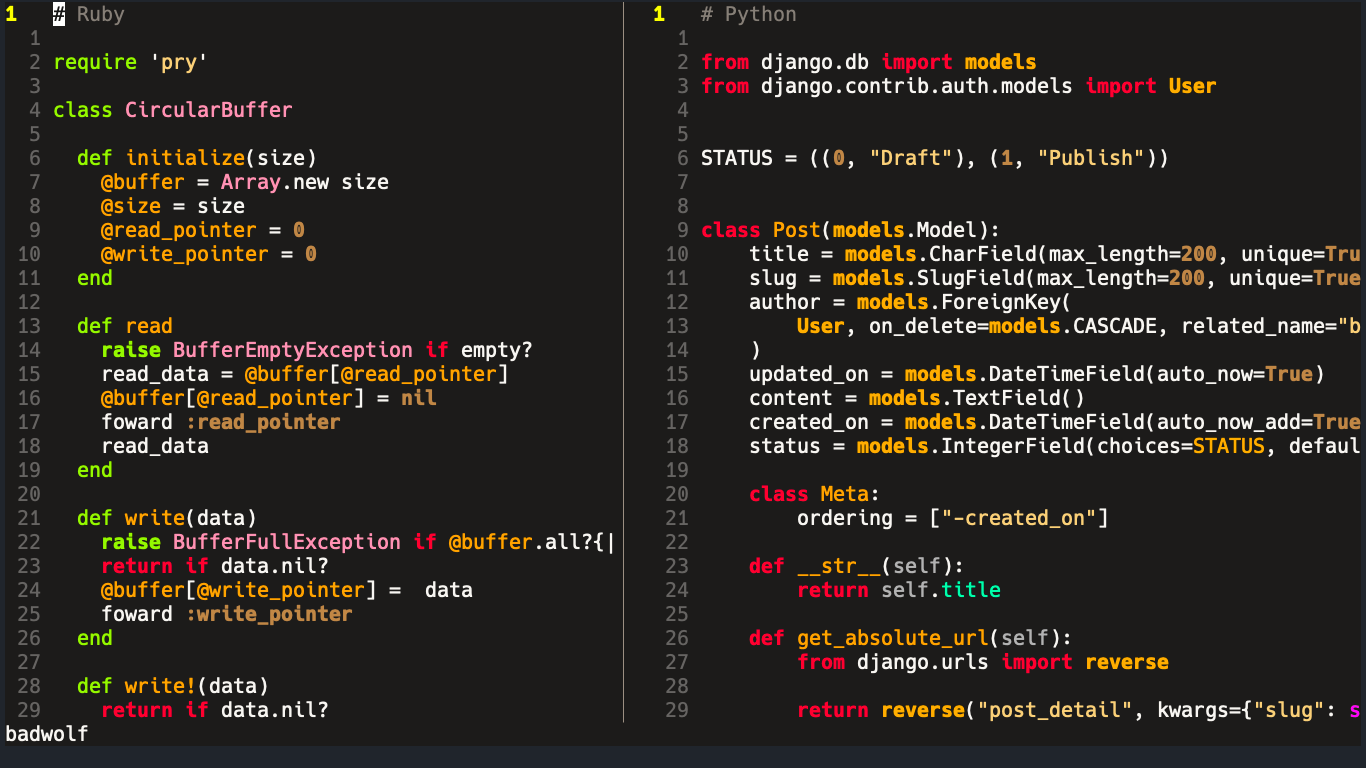 1 # Ruby
1
2 require 'pry'
3
4 class CircularBuffer
5
6 def initialize(size)
7 @buffer = Array.new size
8 @size = size
9 @read_pointer = 0
10 @write_pointer = 0
11 end
12
13 def read
14 raise BufferEmptyException if empty?
15 read_data = @buffer[@read_pointer]
16 @buffer[@read_pointer] = nil
17 foward :read_pointer
18 read_data
19 end
20
21 def write(data)
22 raise BufferFullException if @buffer.all?{|
23 return if data.nil?
24 @buffer[@write_pointer] =  data
25 foward :write_pointer
26 end
27
28 def write!(data)
29 return if data.nil?
1 # Python
1
2 from django.db import models
3 from django.contrib.auth.models import User
4
5
6 STATUS = ((0, "Draft"), (1, "Publish"))
7
8
9 class Post(models.Model):
10 title = models.CharField(max_length=200, unique=Tru
11 slug = models.SlugField(max_length=200, unique=True
12 author = models.ForeignKey(
13 User, on_delete=models.CASCADE, related_name="b
14 )
15 updated_on = models.DateTimeField(auto_now=True)
16 content = models.TextField()
17 created_on = models.DateTimeField(auto_now_add=True
18 status = models.IntegerField(choices=STATUS, defaul
19
20 class Meta:
21 ordering = ["-created_on"]
22
23 def __str__(self):
24 return self.title
25
26 def get_absolute_url(self):
27 from django.urls import reverse
28
29 return reverse("post_detail", kwargs={"slug": s
badwolf